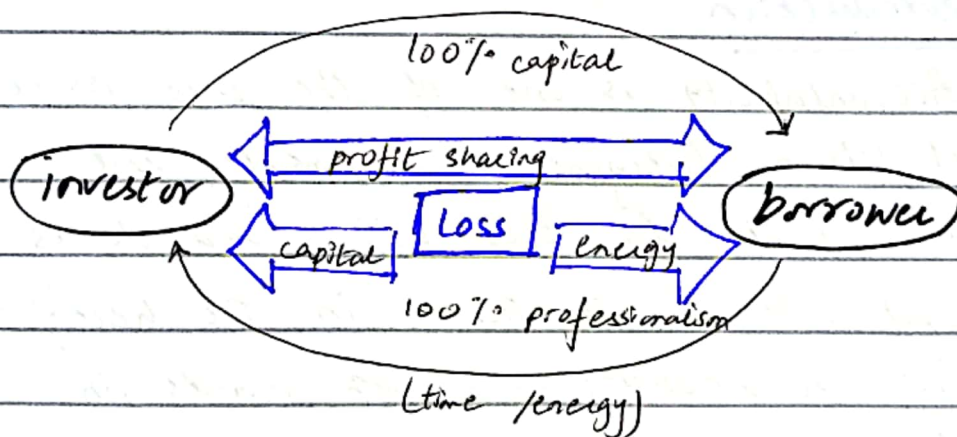 100% capital
profit sharing
investor
borrower
Loss
capital
energy
100% professionalism
(time /energy)